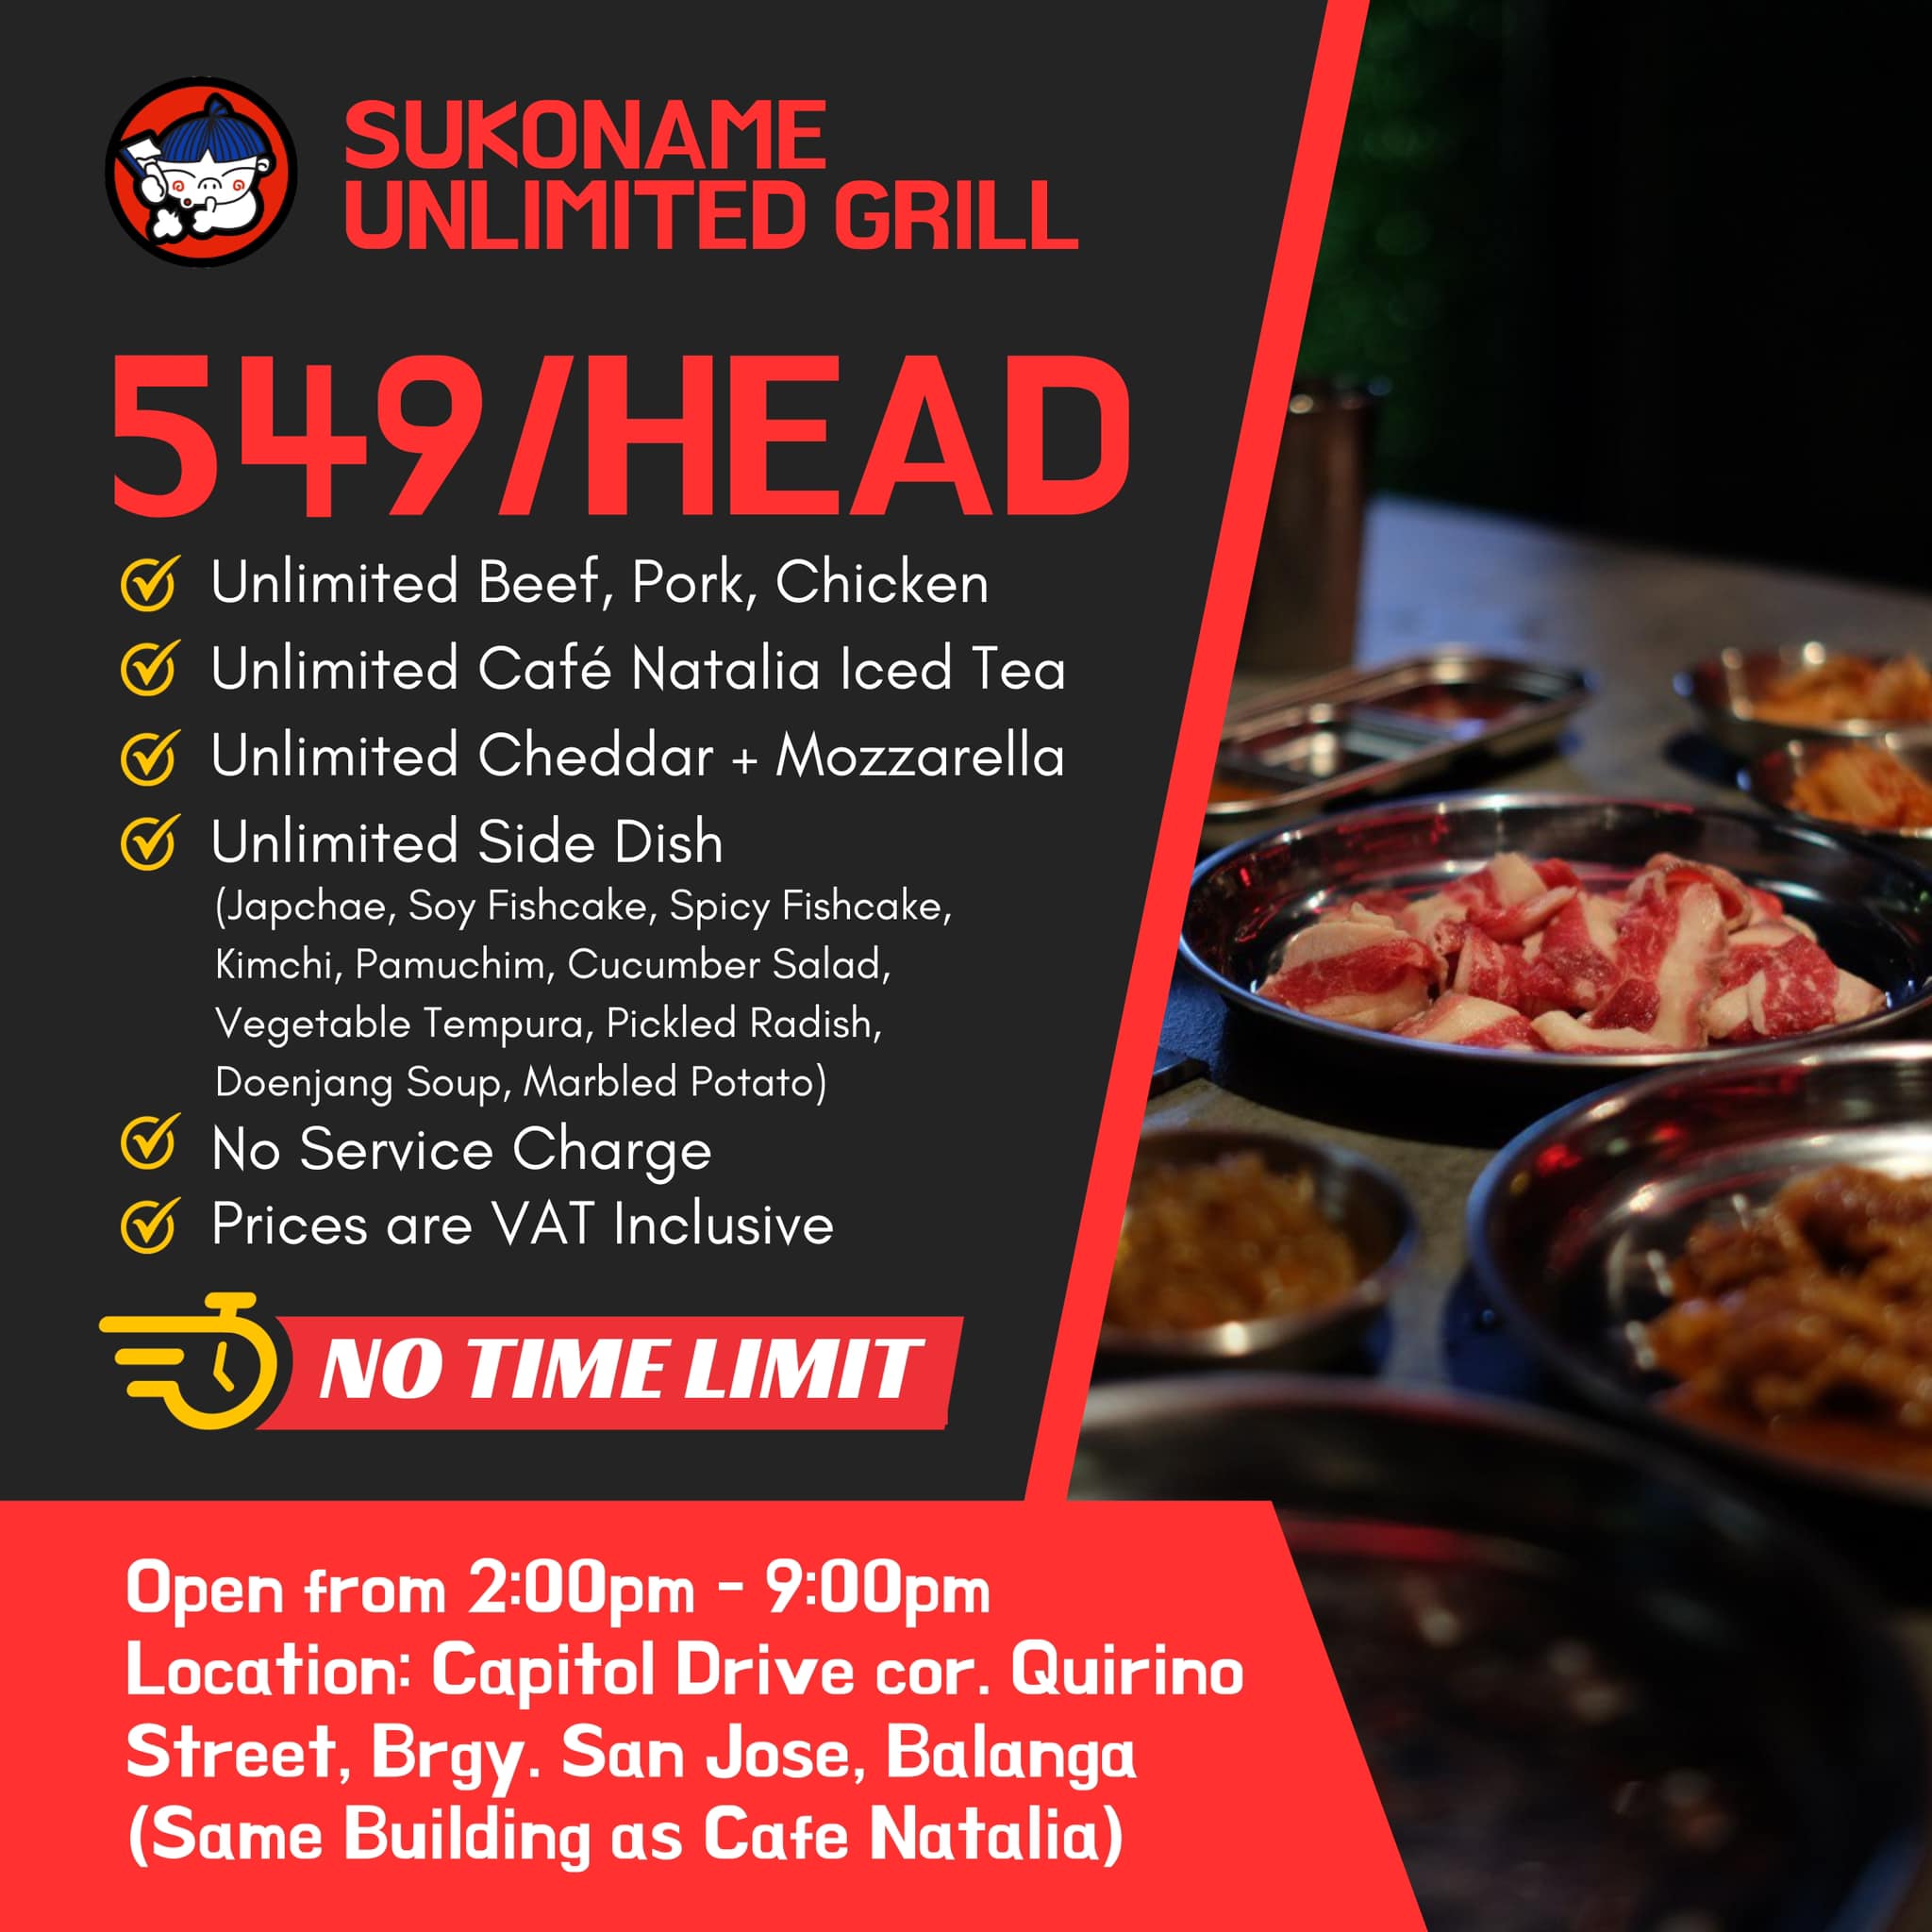 SUKONAME
UNLIMITED GRILL
549/HEAD
Unlimited Beef, Pork, Chicken
Unlimited Café Natalia Iced Tea
Unlimited Cheddar + Mozzarella
Unlimited Side Dish
(Japchae, Soy Fishcake, Spicy Fishcake,
Kimchi, Pamuchim, Cucumber Salad,
Vegetable Tempura, Pickled Radish,
Doenjang Soup, Marbled Potato)
No Service Charge
Prices are VAT Inclusive
NO TIME LIMIT
Open from 2:00pm - 9:00pm
Location: Capitol Drive cor. Quirino
Street, Brgy. San Jose, Balanga
(Same Building as Cafe Natalia)